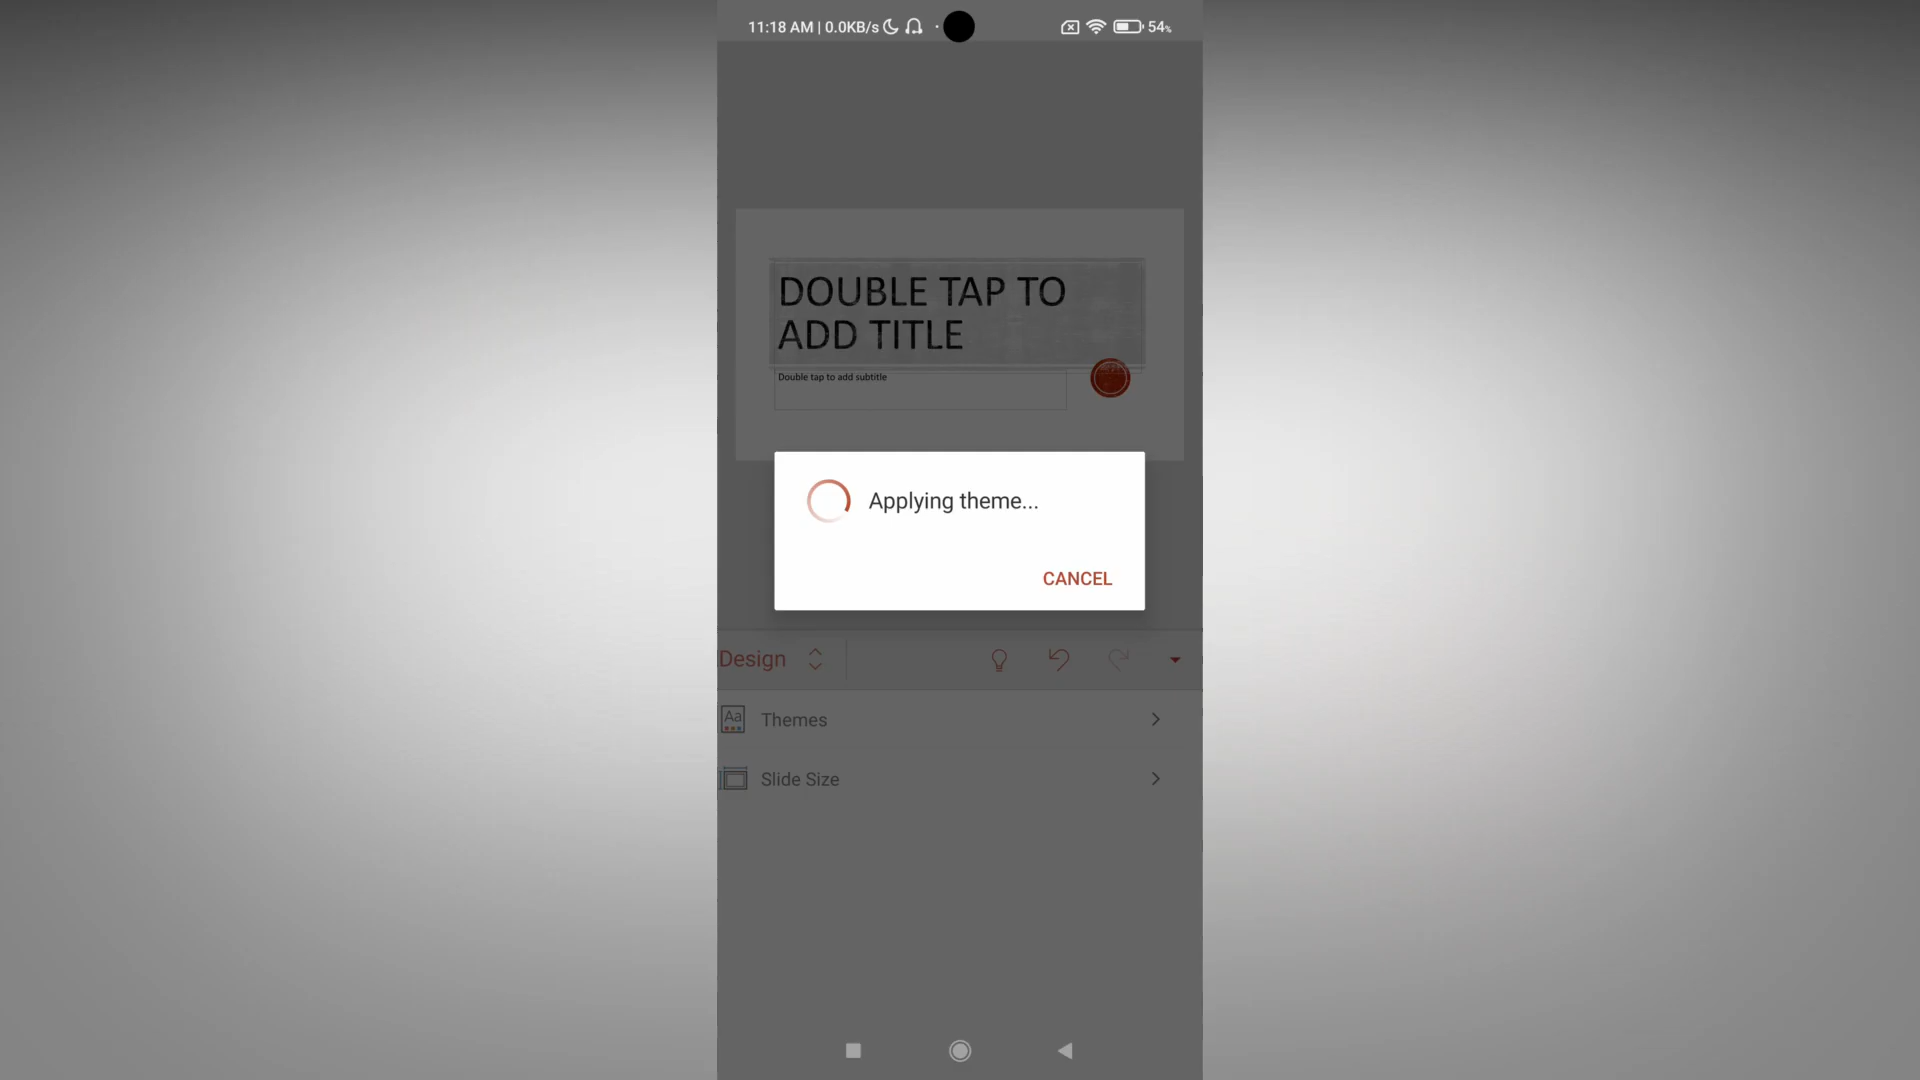 11:18 AM | 0.0KB/s
54%
DOUBLE TAP TO
ADD TITLE
Double tap to add subtitle
Applying theme...
CANCEL
Design
Aa
Themes
Slide Size